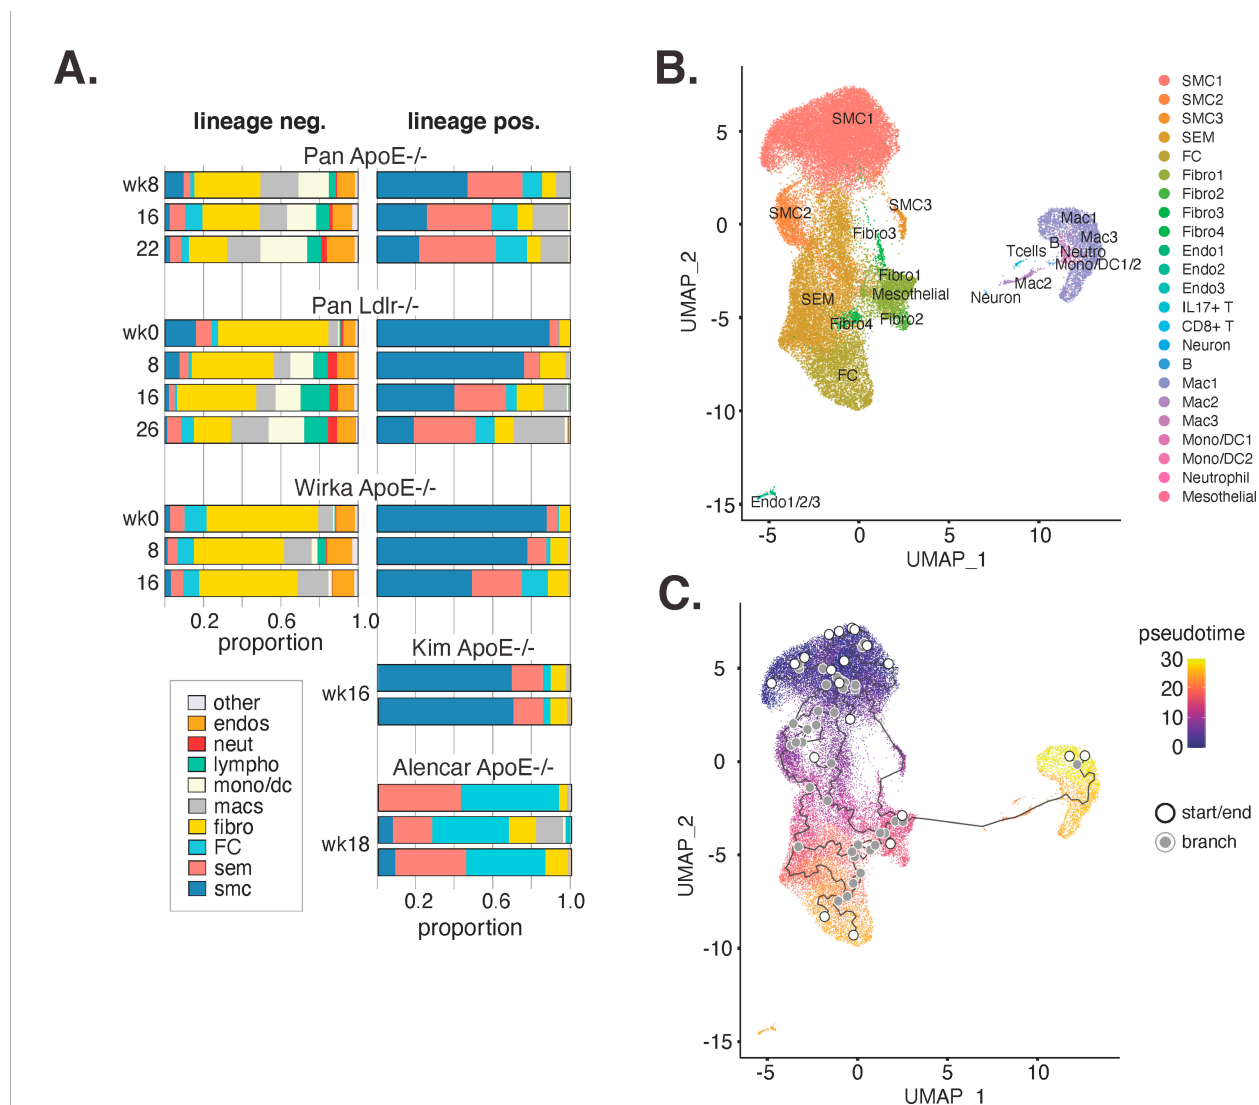 A.
lineage neg.
lineage pos.
Pan ApoE-/-
wk8
16
22
Pan Ldlr-/-
wk0
8
16
26
Wirka ApoE-/-
wk0
8
16
0.2
0.6
1.0
proportion
Kim ApoE-/-
wk16
Alencar ApoE-/-
wk18
0.2
0.6
1.0
proportion
other
endos
neut
lympho
mono/dc
macs
fibro
FC
sem
smc
B.
UMAP_2
5
0
-5
-10
-15
SMC1
SMC2
SMC3
Fibro3
Fibro1
Mesothelial
SEM
Fibro4
Fibro2
FC
Endo1/2/3
Mac1
Mac3
B
Neutro
Tcells
Mono/DC1/2
Mac2
Neuron
-5
0
5
10
UMAP_1
SMC1
SMC2
SMC3
SEM
FC
Fibro1
Fibro2
Fibro3
Fibro4
Endo1
Endo2
Endo3
IL17+ T
CD8+ T
Neuron
B
Mac1
Mac2
Mac3
Mono/DC1
Mono/DC2
Neutrophil
Mesothelial
C.
UMAP_2
5
0
-5
-10
-15
-5
0
5
10
UMAP_1
pseudotime
30
20
10
0
start/end
branch